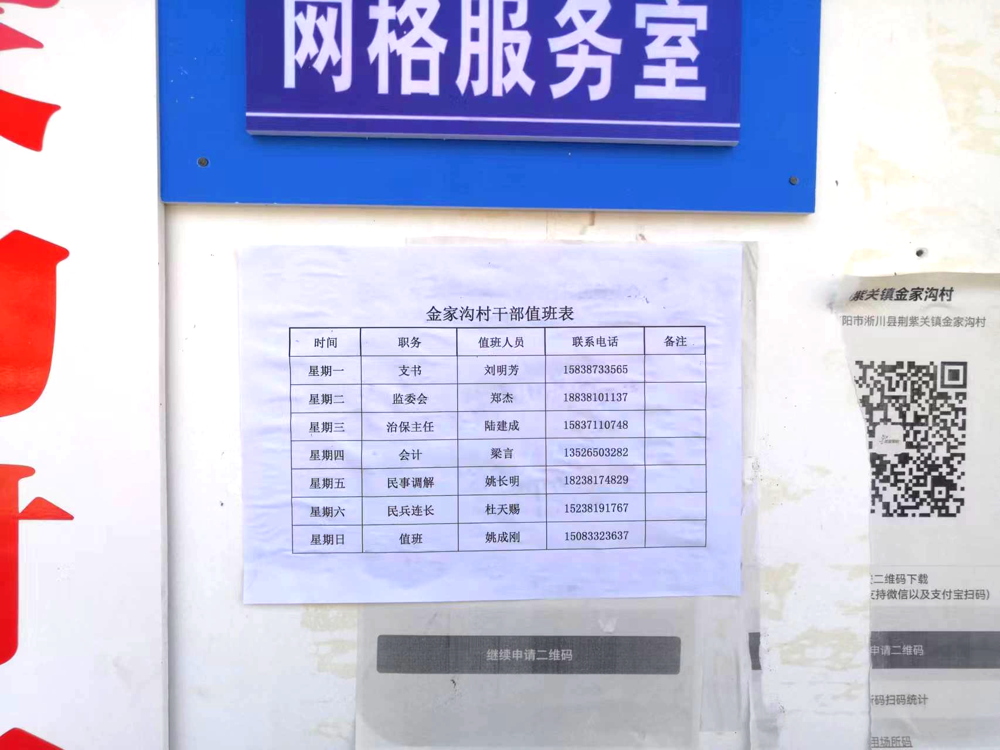 网格服务室
金家沟村干部值班表
时间 职务 值班人员 联系电话 备注
星期一 支书 刘明芳 15838733565
星期二 监委会 郑杰 18838101137
星期三 治保主任 陆建成 15837110748
星期四 会计 梁言 13526503282
星期五 民事调解 姚长明 18238174829
星期六 民兵连长 杜天赐 15238191767
星期日 值班 姚成刚 15083323637
继续申请二维码
紫关镇金家沟村
阳市淅川县荆紫关镇金家沟村
二维码下载
支持微信以及支付宝扫码)
申请二维码
码扫码统计
用场所码